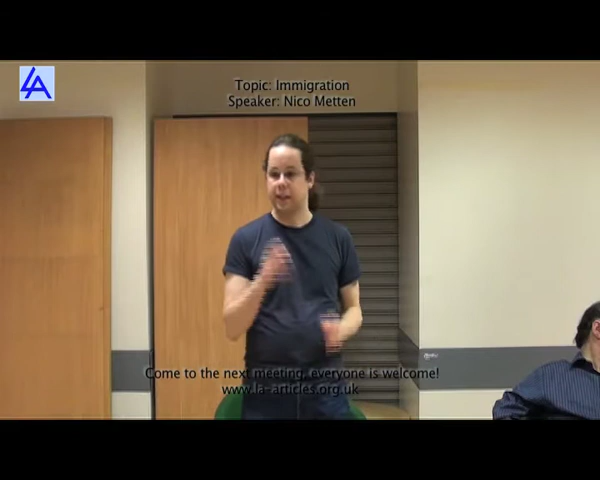 LA
Topic: Immigration
Speaker: Nico Metten
Come to the next meeting, everyone is welcome!
www.la-articles.org.uk